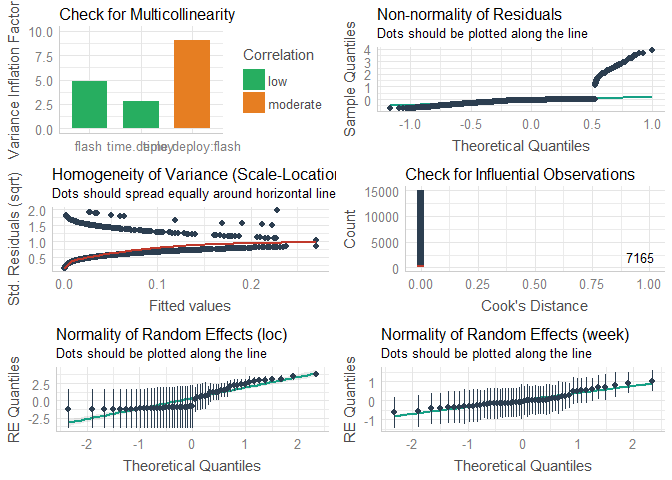 Check for Multicollinearity
Variance Inflation Factor
10.0
7.5
5.0
2.5
0.0
flash
time.deploy
time.deploy:flash
Correlation
low
moderate
Non-normality of Residuals
Dots should be plotted along the line
Sample Quantiles
4
3
2
1
0
-1.0
-0.5
0.0
0.5
1.0
Theoretical Quantiles
Homogeneity of Variance (Scale-Location
Dots should spread equally around horizontal line
Std. Residuals (sqrt)
2.0
1.5
1.0
0.5
0.0
0.1
0.2
Fitted values
Check for Influential Observations
Count
15000
10000
5000
0
7165
0.00
0.25
0.50
0.75
1.00
Cook's Distance
Normality of Random Effects (loc)
Dots should be plotted along the line
RE Quantiles
2.5
0.0
-2.5
-2
-1
0
1
2
Theoretical Quantiles
Normality of Random Effects (week)
Dots should be plotted along the line
RE Quantiles
1
0
-1
-2
-1
0
1
2
Theoretical Quantiles